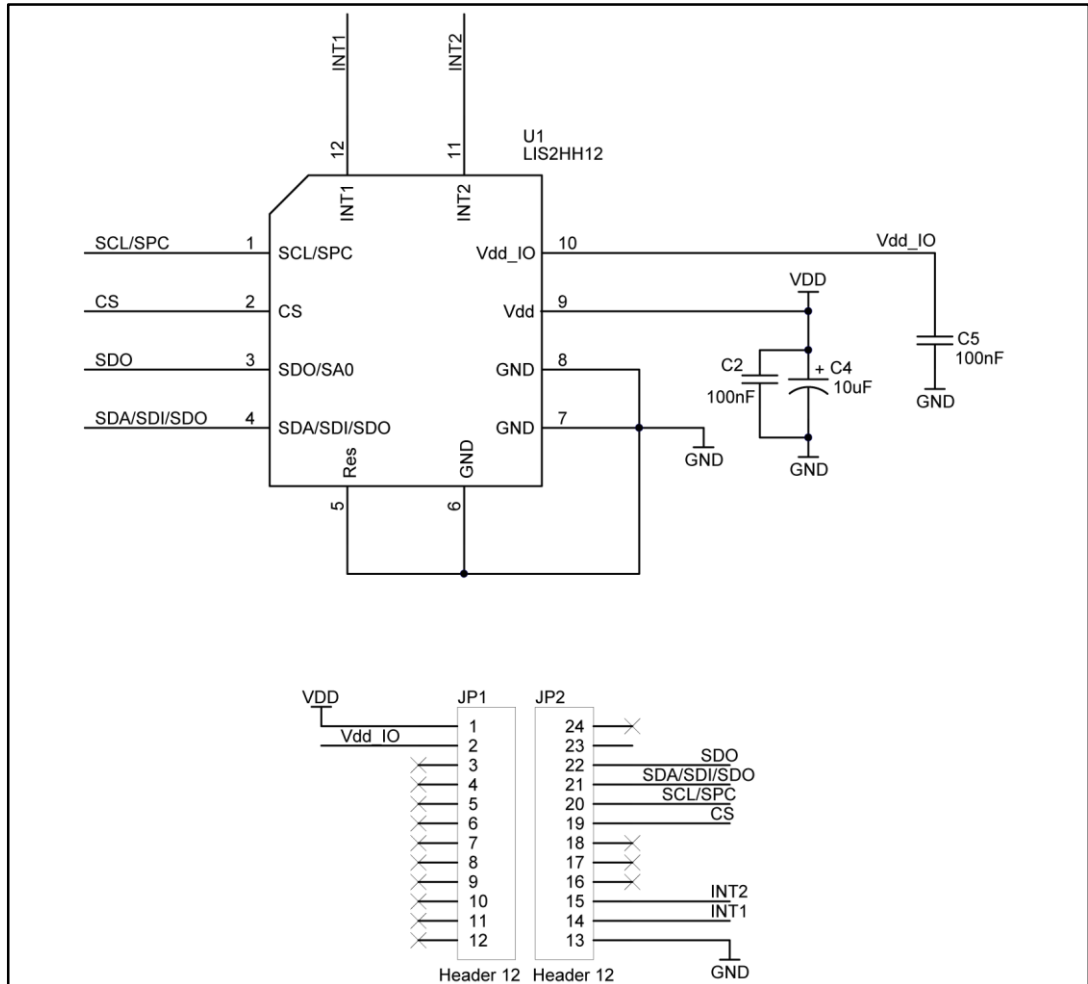 INT1
INT2
12
11
U1
LIS2HH12
INT1
INT2
SCL/SPC 1 SCL/SPC
Vdd_IO 10 Vdd_IO
CS 2 CS
Vdd 9 VDD
SDO 3 SDO/SA0
GND 8
C2
100nF
+ C4
10uF
C5
100nF
GND
SDA/SDI/SDO 4 SDA/SDI/SDO
GND 7
GND
GND
Res
GND
5
6
VDD
JP1
JP2
1
24
Vdd_IO 2
23
3
22 SDO
4
21 SDA/SDI/SDO
5
20 SCL/SPC
6
19 CS
7
18
8
17
9
16
10
15 INT2
11
14 INT1
12
13
GND
Header 12
Header 12